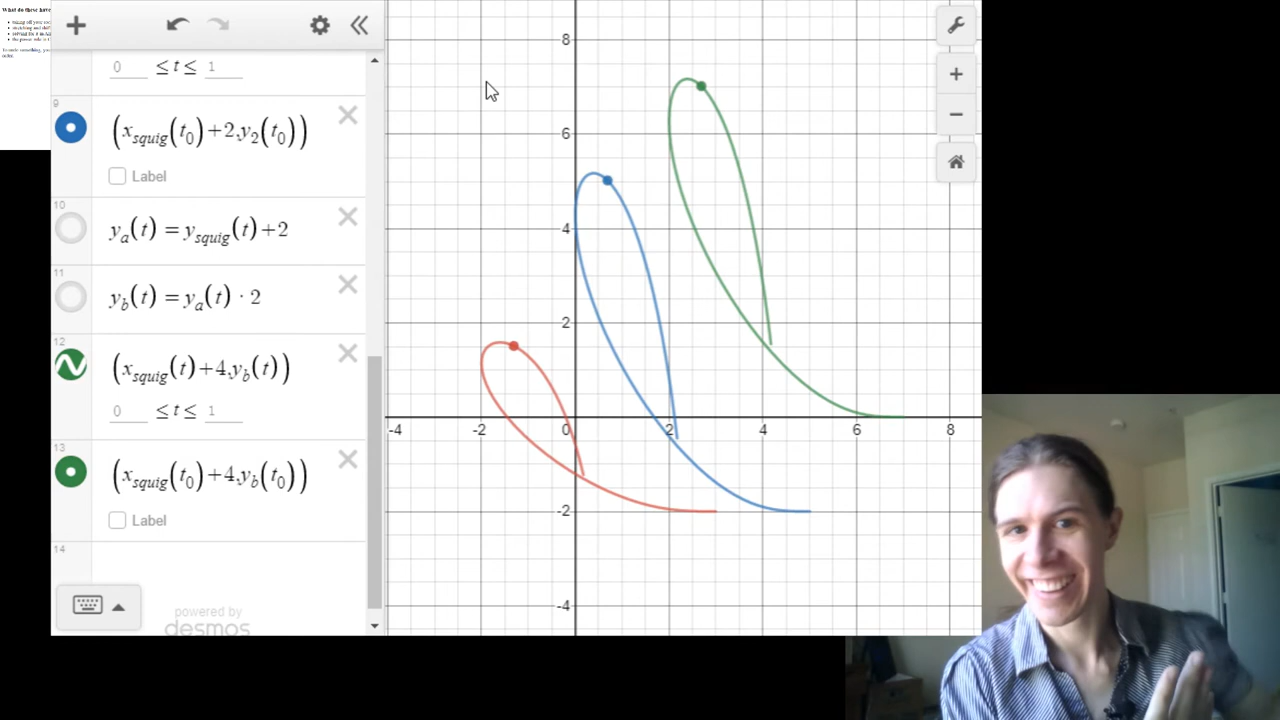 What do these have
0 ≤ t ≤ 1
9
(x_squig(t_0)+2,y_2(t_0))
Label
10
y_a(t) = y_squig(t)+2
11
y_b(t) = y_a(t) · 2
12
(x_squig(t)+4,y_b(t))
0 ≤ t ≤ 1
13
(x_squig(t_0)+4,y_b(t_0))
Label
14
powered by
desmos
8
6
4
2
-4 -2 0 2 4 6 8
-2
-4